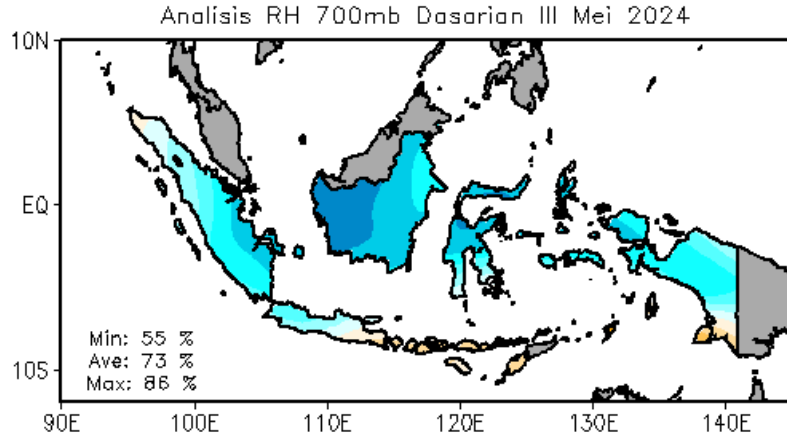 Analisis RH 700mb Dasarian III Mei 2024
10N
EQ
10S
Min: 55 %
Ave: 73 %
Max: 86 %
90E 100E 110E 120E 130E 140E